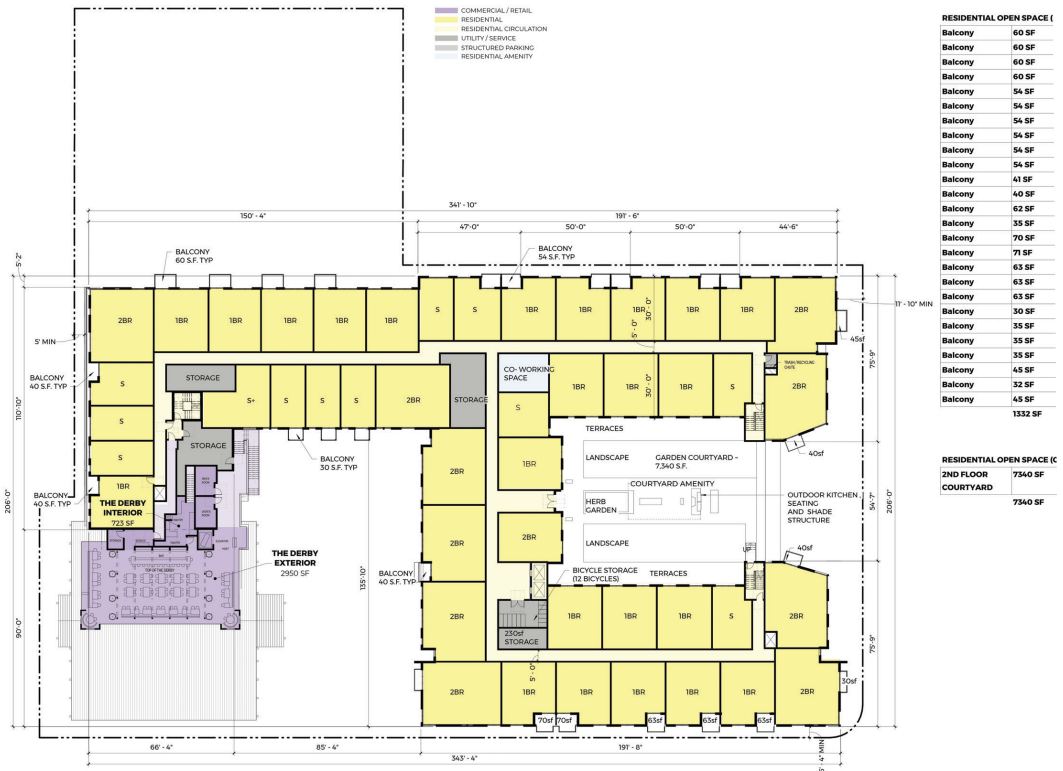 COMMERCIAL / RETAIL
RESIDENTIAL
RESIDENTIAL CIRCULATION
UTILITY / SERVICE
STRUCTURED PARKING
RESIDENTIAL AMENITY
RESIDENTIAL OPEN SPACE (
Balcony 60 SF
Balcony 60 SF
Balcony 60 SF
Balcony 60 SF
Balcony 54 SF
Balcony 54 SF
Balcony 54 SF
Balcony 54 SF
Balcony 54 SF
Balcony 54 SF
Balcony 41 SF
Balcony 40 SF
Balcony 62 SF
Balcony 35 SF
Balcony 70 SF
Balcony 71 SF
Balcony 63 SF
Balcony 63 SF
Balcony 63 SF
Balcony 30 SF
Balcony 35 SF
Balcony 35 SF
Balcony 35 SF
Balcony 45 SF
Balcony 32 SF
Balcony 45 SF
1332 SF
RESIDENTIAL OPEN SPACE (C
2ND FLOOR 7340 SF
COURTYARD
7340 SF
341' - 10"
150' - 4"
191' - 6"
47'-0"
50'-0"
50'-0"
44'-6"
5'-2"
BALCONY
60 S.F. TYP
BALCONY
54 S.F. TYP
11' - 10" MIN
45sf
5' MIN
2BR
1BR
1BR
1BR
1BR
1BR
S
S
1BR
1BR
1BR
1BR
1BR
2BR
30' - 0"
5' - 0"
30' - 0"
75'-9"
BALCONY
40 S.F. TYP
110'-10"
206'-0"
S
S
S
1BR
STORAGE
S+
S
S
S
S
2BR
STORAGE
STORAGE
CO- WORKING
SPACE
1BR
1BR
1BR
S
S
TRASH/RECYCLING
CHUTE
2BR
40sf
BALCONY
30 S.F. TYP
TERRACES
LANDSCAPE
GARDEN COURTYARD -
7,340 S.F.
COURTYARD AMENITY
HERB
GARDEN
OUTDOOR KITCHEN ,
SEATING
AND SHADE
STRUCTURE
LANDSCAPE
UP
TERRACES
54'-7"
206'-0"
2BR
1BR
2BR
2BR
2BR
BALCONY
40 S.F. TYP
THE DERBY
INTERIOR
723 SF
THE DERBY
EXTERIOR
2950 SF
STORAGE
BAR
TOP OF THE DERBY
90'-0"
135'-10"
BALCONY
40 S.F. TYP
BICYCLE STORAGE
(12 BICYCLES)
230sf
STORAGE
40sf
1BR
1BR
1BR
S
2BR
75'-9"
5' - 0"
2BR
1BR
1BR
1BR
1BR
1BR
2BR
30sf
70sf
70sf
63sf
63sf
63sf
66' - 4"
85' - 4"
191' - 8"
343' - 4"
5' - 4" MIN